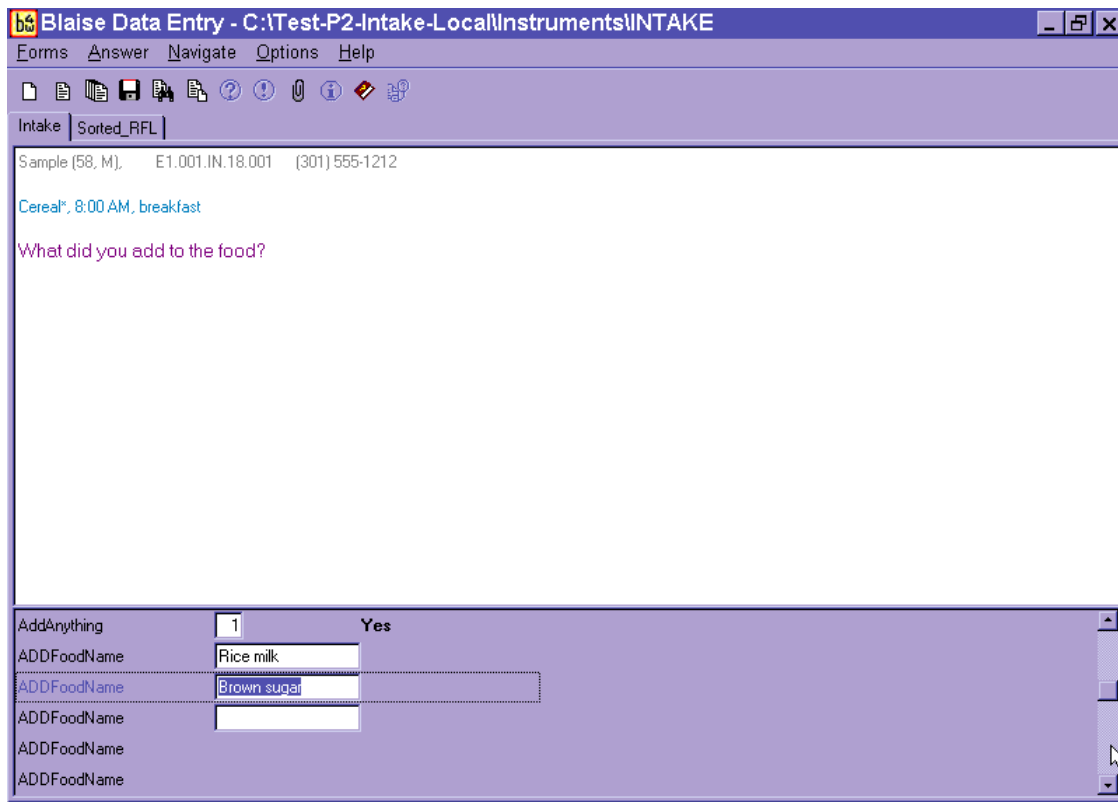 Blaise Data Entry - C:\Test-P2-Intake-Local\Instruments\INTAKE
Forms Answer Navigate Options Help
Intake Sorted_RFL
Sample (58, M), E1.001.IN.18.001 (301) 555-1212
Cereal*, 8:00 AM, breakfast
What did you add to the food?
AddAnything 1 Yes
ADDFoodName Rice milk
ADDFoodName Brown sugar
ADDFoodName
ADDFoodName
ADDFoodName